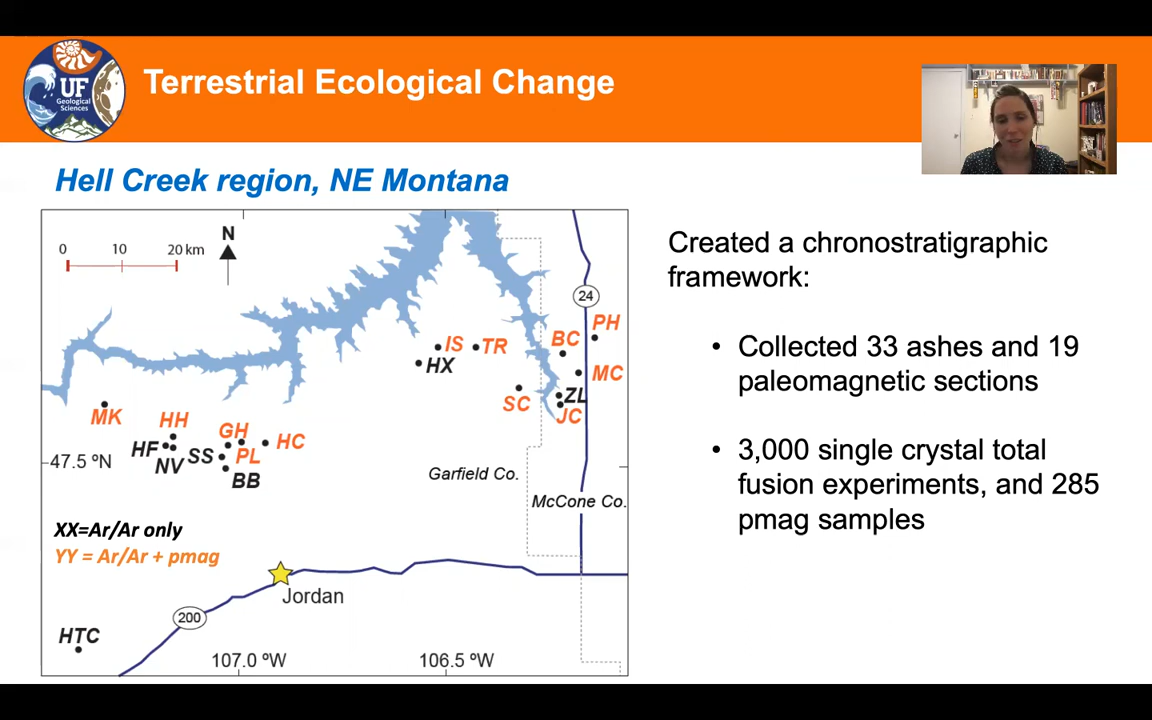 UF
Geological
Sciences
Terrestrial Ecological Change
Hell Creek region, NE Montana
0 10 20 km
N
24
PH
BC
IS
TR
HX
MC
ZL
SC
JC
MK
HH
GH
HC
HF
SS
PL
NV
BB
47.5 ºN
Garfield Co.
McCone Co.
XX=Ar/Ar only
YY = Ar/Ar + pmag
Jordan
200
HTC
107.0 ºW
106.5 ºW
Created a chronostratigraphic
framework:
• Collected 33 ashes and 19
paleomagnetic sections
• 3,000 single crystal total
fusion experiments, and 285
pmag samples